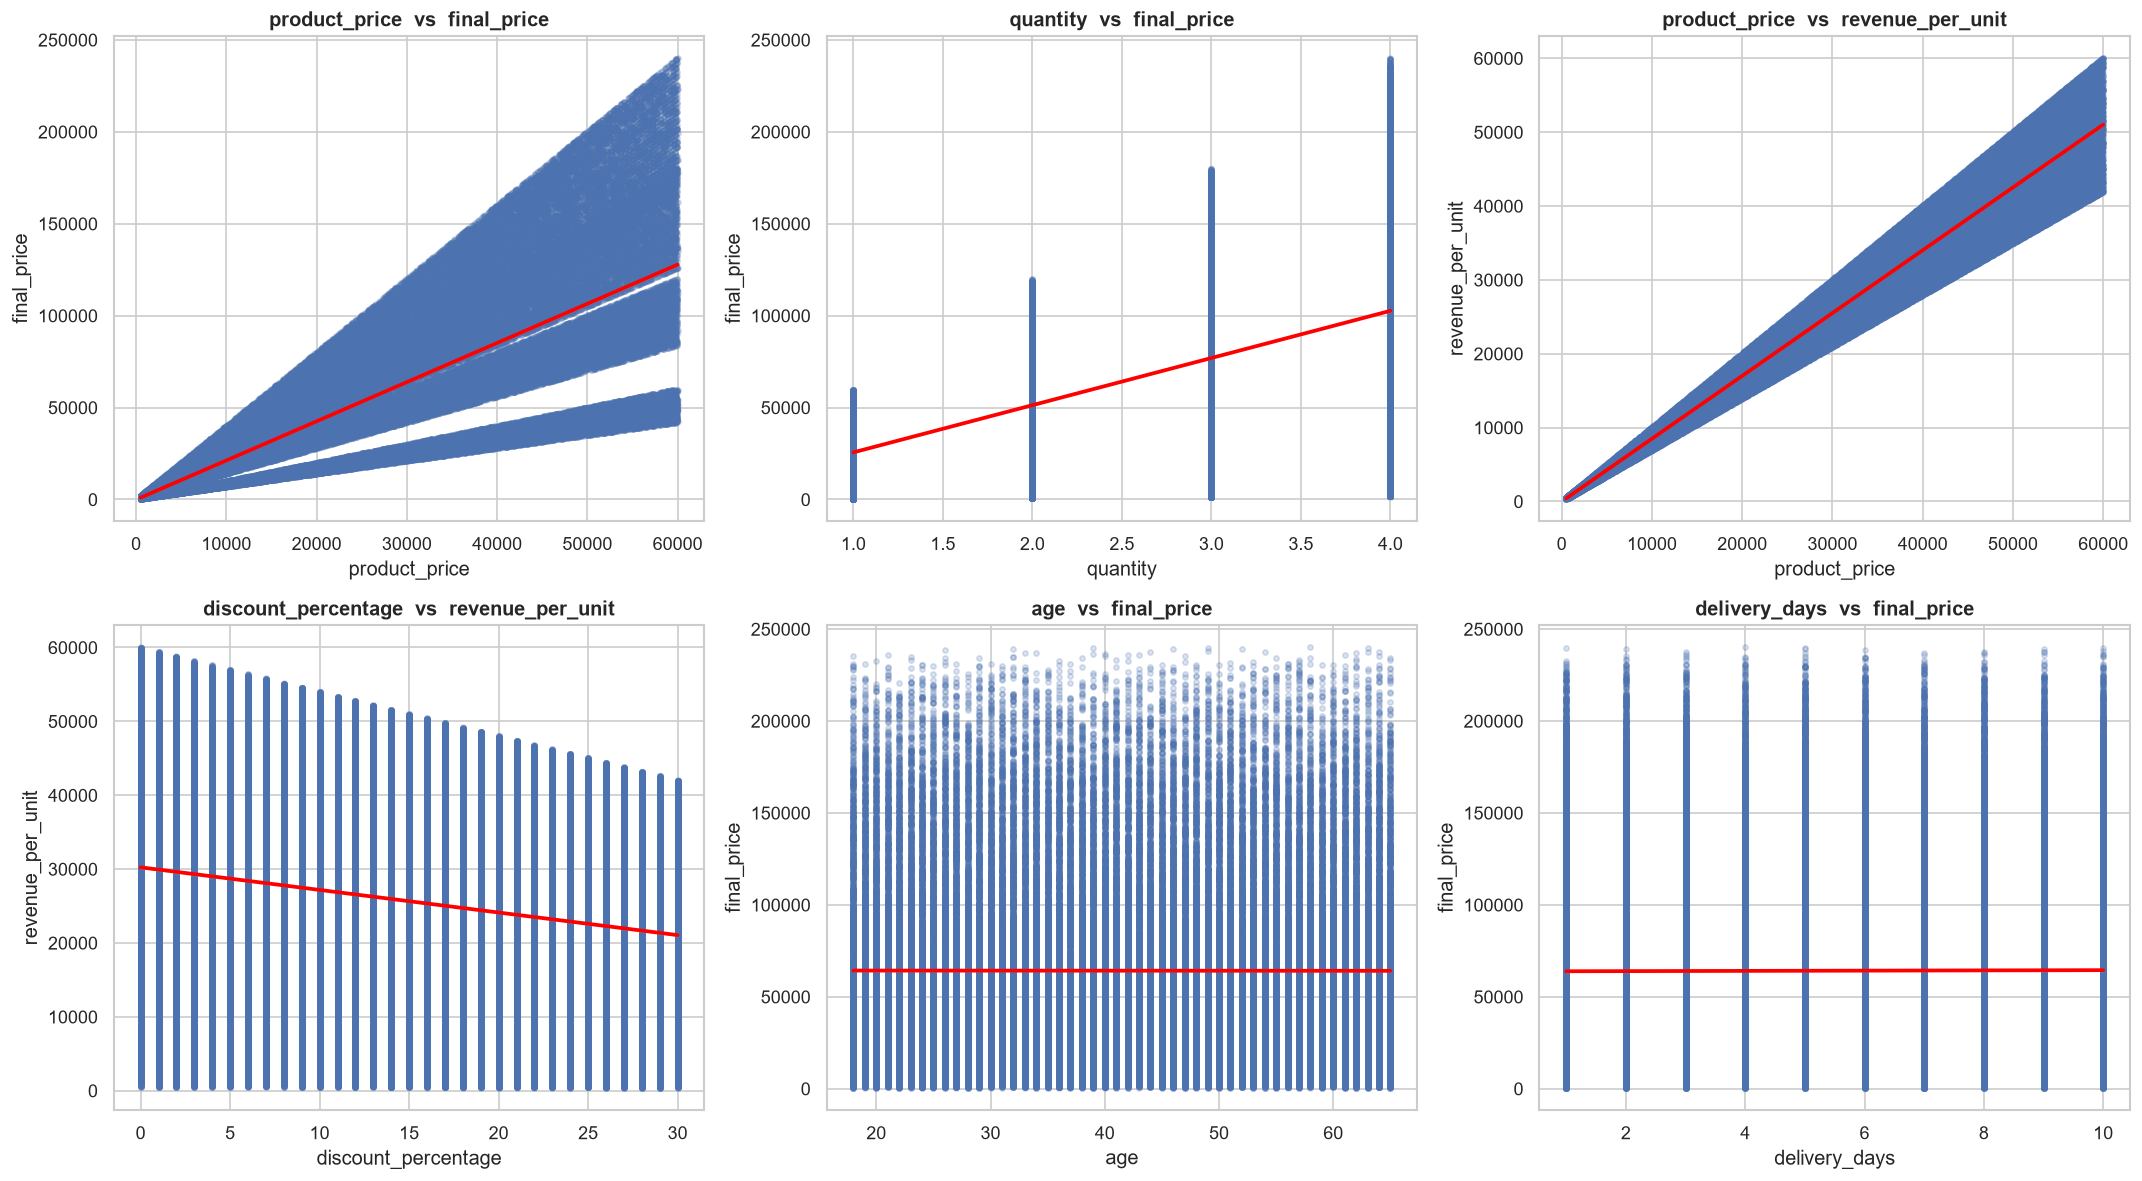 product_price  vs  final_price
250000
200000
150000
100000
50000
0
final_price
0 10000 20000 30000 40000 50000 60000
product_price
quantity  vs  final_price
250000
200000
150000
100000
50000
0
final_price
1.0 1.5 2.0 2.5 3.0 3.5 4.0
quantity
product_price  vs  revenue_per_unit
60000
50000
40000
30000
20000
10000
0
revenue_per_unit
0 10000 20000 30000 40000 50000 60000
product_price
discount_percentage  vs  revenue_per_unit
60000
50000
40000
30000
20000
10000
0
revenue_per_unit
0 5 10 15 20 25 30
discount_percentage
age  vs  final_price
250000
200000
150000
100000
50000
0
final_price
20 30 40 50 60
age
delivery_days  vs  final_price
250000
200000
150000
100000
50000
0
final_price
2 4 6 8 10
delivery_days